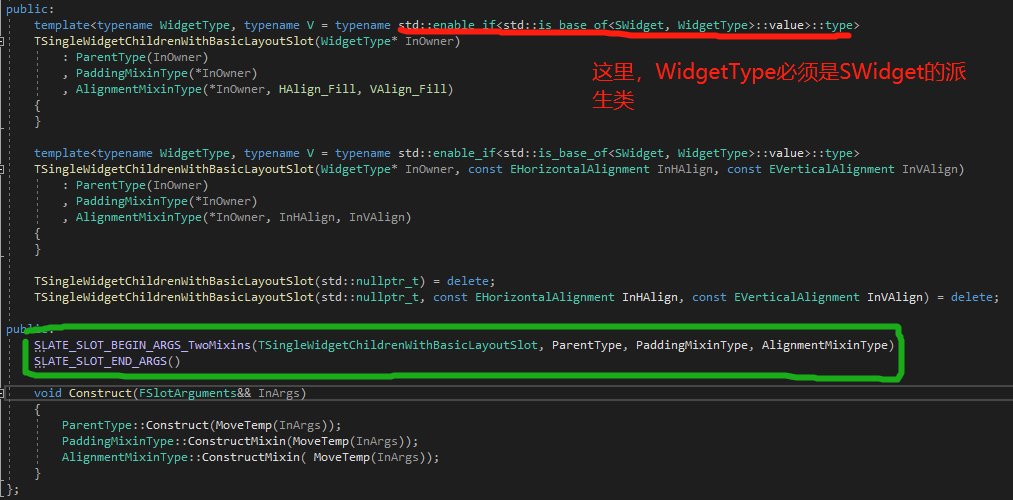 public:
template<typename WidgetType, typename V = typename std::enable_if<std::is_base_of<SWidget, WidgetType>::value>::type>
TSingleWidgetChildrenWithBasicLayoutSlot(WidgetType* InOwner)
: ParentType(InOwner)
, PaddingMixinType(*InOwner)
, AlignmentMixinType(*InOwner, HAlign_Fill, VAlign_Fill)
{
}
这里，WidgetType必须是SWidget的派
生类
template<typename WidgetType, typename V = typename std::enable_if<std::is_base_of<SWidget, WidgetType>::value>::type>
TSingleWidgetChildrenWithBasicLayoutSlot(WidgetType* InOwner, const EHorizontalAlignment InHAlign, const EVerticalAlignment InVAlign)
: ParentType(InOwner)
, PaddingMixinType(*InOwner)
, AlignmentMixinType(*InOwner, InHAlign, InVAlign)
{
}
TSingleWidgetChildrenWithBasicLayoutSlot(std::nullptr_t) = delete;
TSingleWidgetChildrenWithBasicLayoutSlot(std::nullptr_t, const EHorizontalAlignment InHAlign, const EVerticalAlignment InVAlign) = delete;
public:
SLATE_SLOT_BEGIN_ARGS_TwoMixins(TSingleWidgetChildrenWithBasicLayoutSlot, ParentType, PaddingMixinType, AlignmentMixinType)
SLATE_SLOT_END_ARGS()
void Construct(FSlotArguments&& InArgs)
{
ParentType::Construct(MoveTemp(InArgs));
PaddingMixinType::ConstructMixin(MoveTemp(InArgs));
AlignmentMixinType::ConstructMixin( MoveTemp(InArgs));
}
};